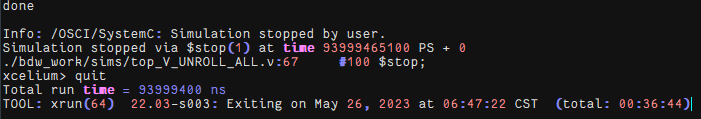 done
Info: /OSCI/SystemC: Simulation stopped by user.
Simulation stopped via $stop(1) at time 93999465100 PS + 0
./bdw_work/sims/top_V_UNROLL_ALL.v:67     #100 $stop;
xcelium> quit
Total run time = 93999400 ns
TOOL: xrun(64)  22.03-s003: Exiting on May 26, 2023 at 06:47:22 CST  (total: 00:36:44)